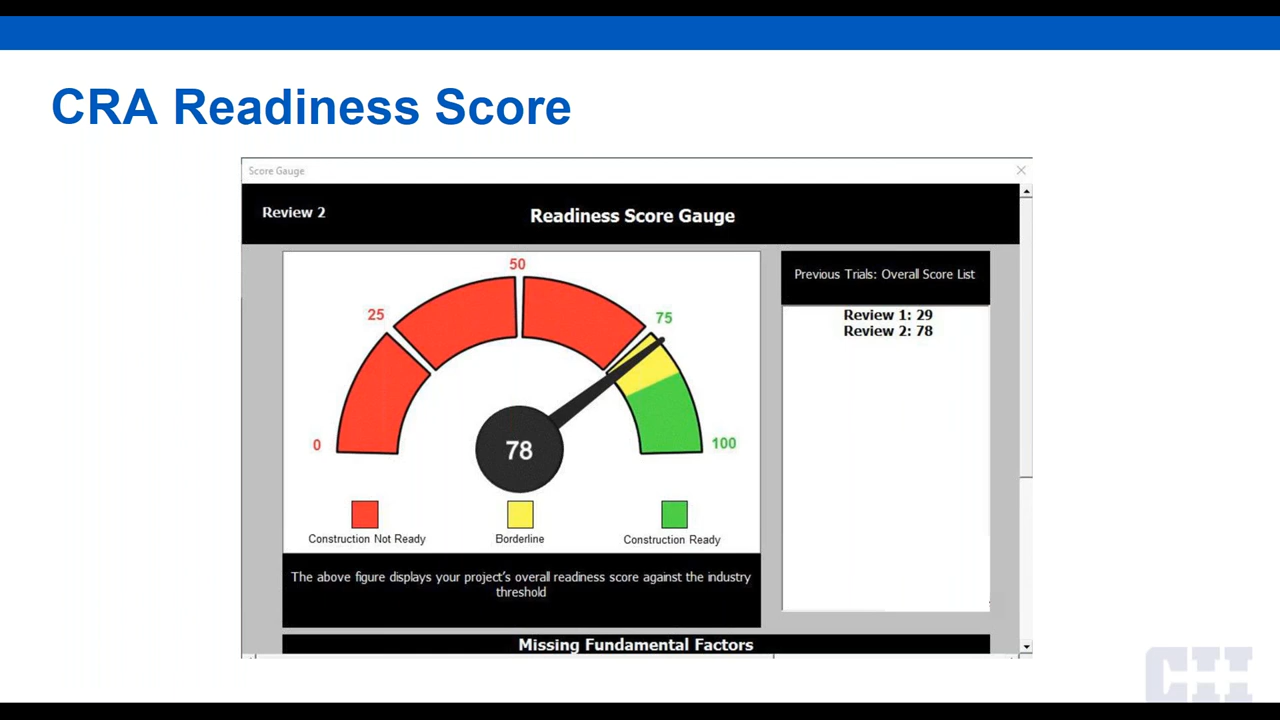 CRA Readiness Score
Score Gauge
Review 2
Readiness Score Gauge
50
25
75
0
100
78
Construction Not Ready
Borderline
Construction Ready
The above figure displays your project's overall readiness score against the industry
threshold
Previous Trials: Overall Score List
Review 1: 29
Review 2: 78
Missing Fundamental Factors
CII